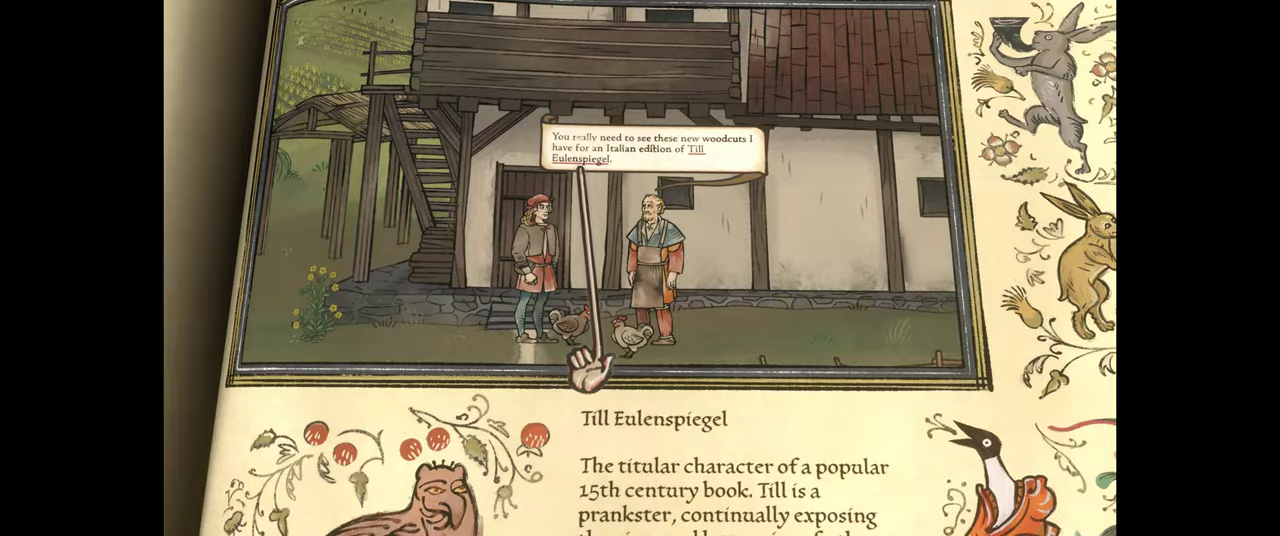 You really need to see these new woodcuts I
have for an Italian edition of Till
Eulenspiegel.
Till Eulenspiegel
The titular character of a popular
15th century book. Till is a
prankster, continually exposing